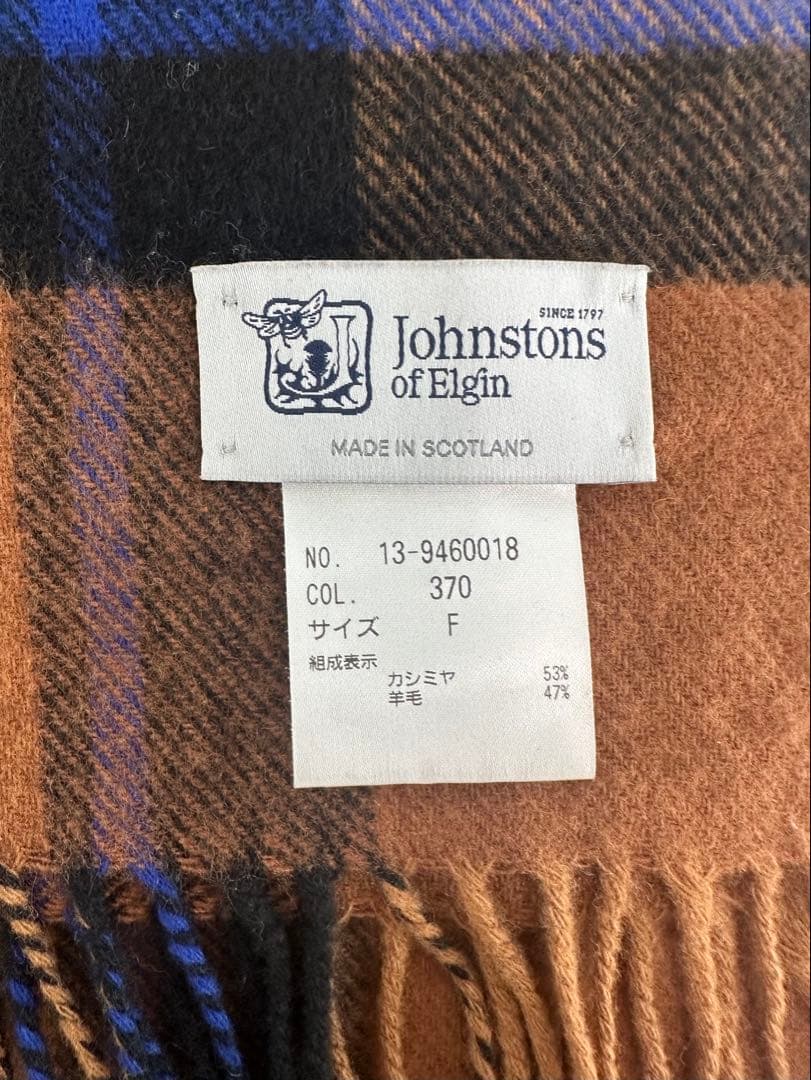 SINCE 1797
Johnstons
of Elgin
MADE IN SCOTLAND
NO. 13-9460018
COL. 370
サイズ F
組成表示
カシミヤ 53%
羊毛 47%